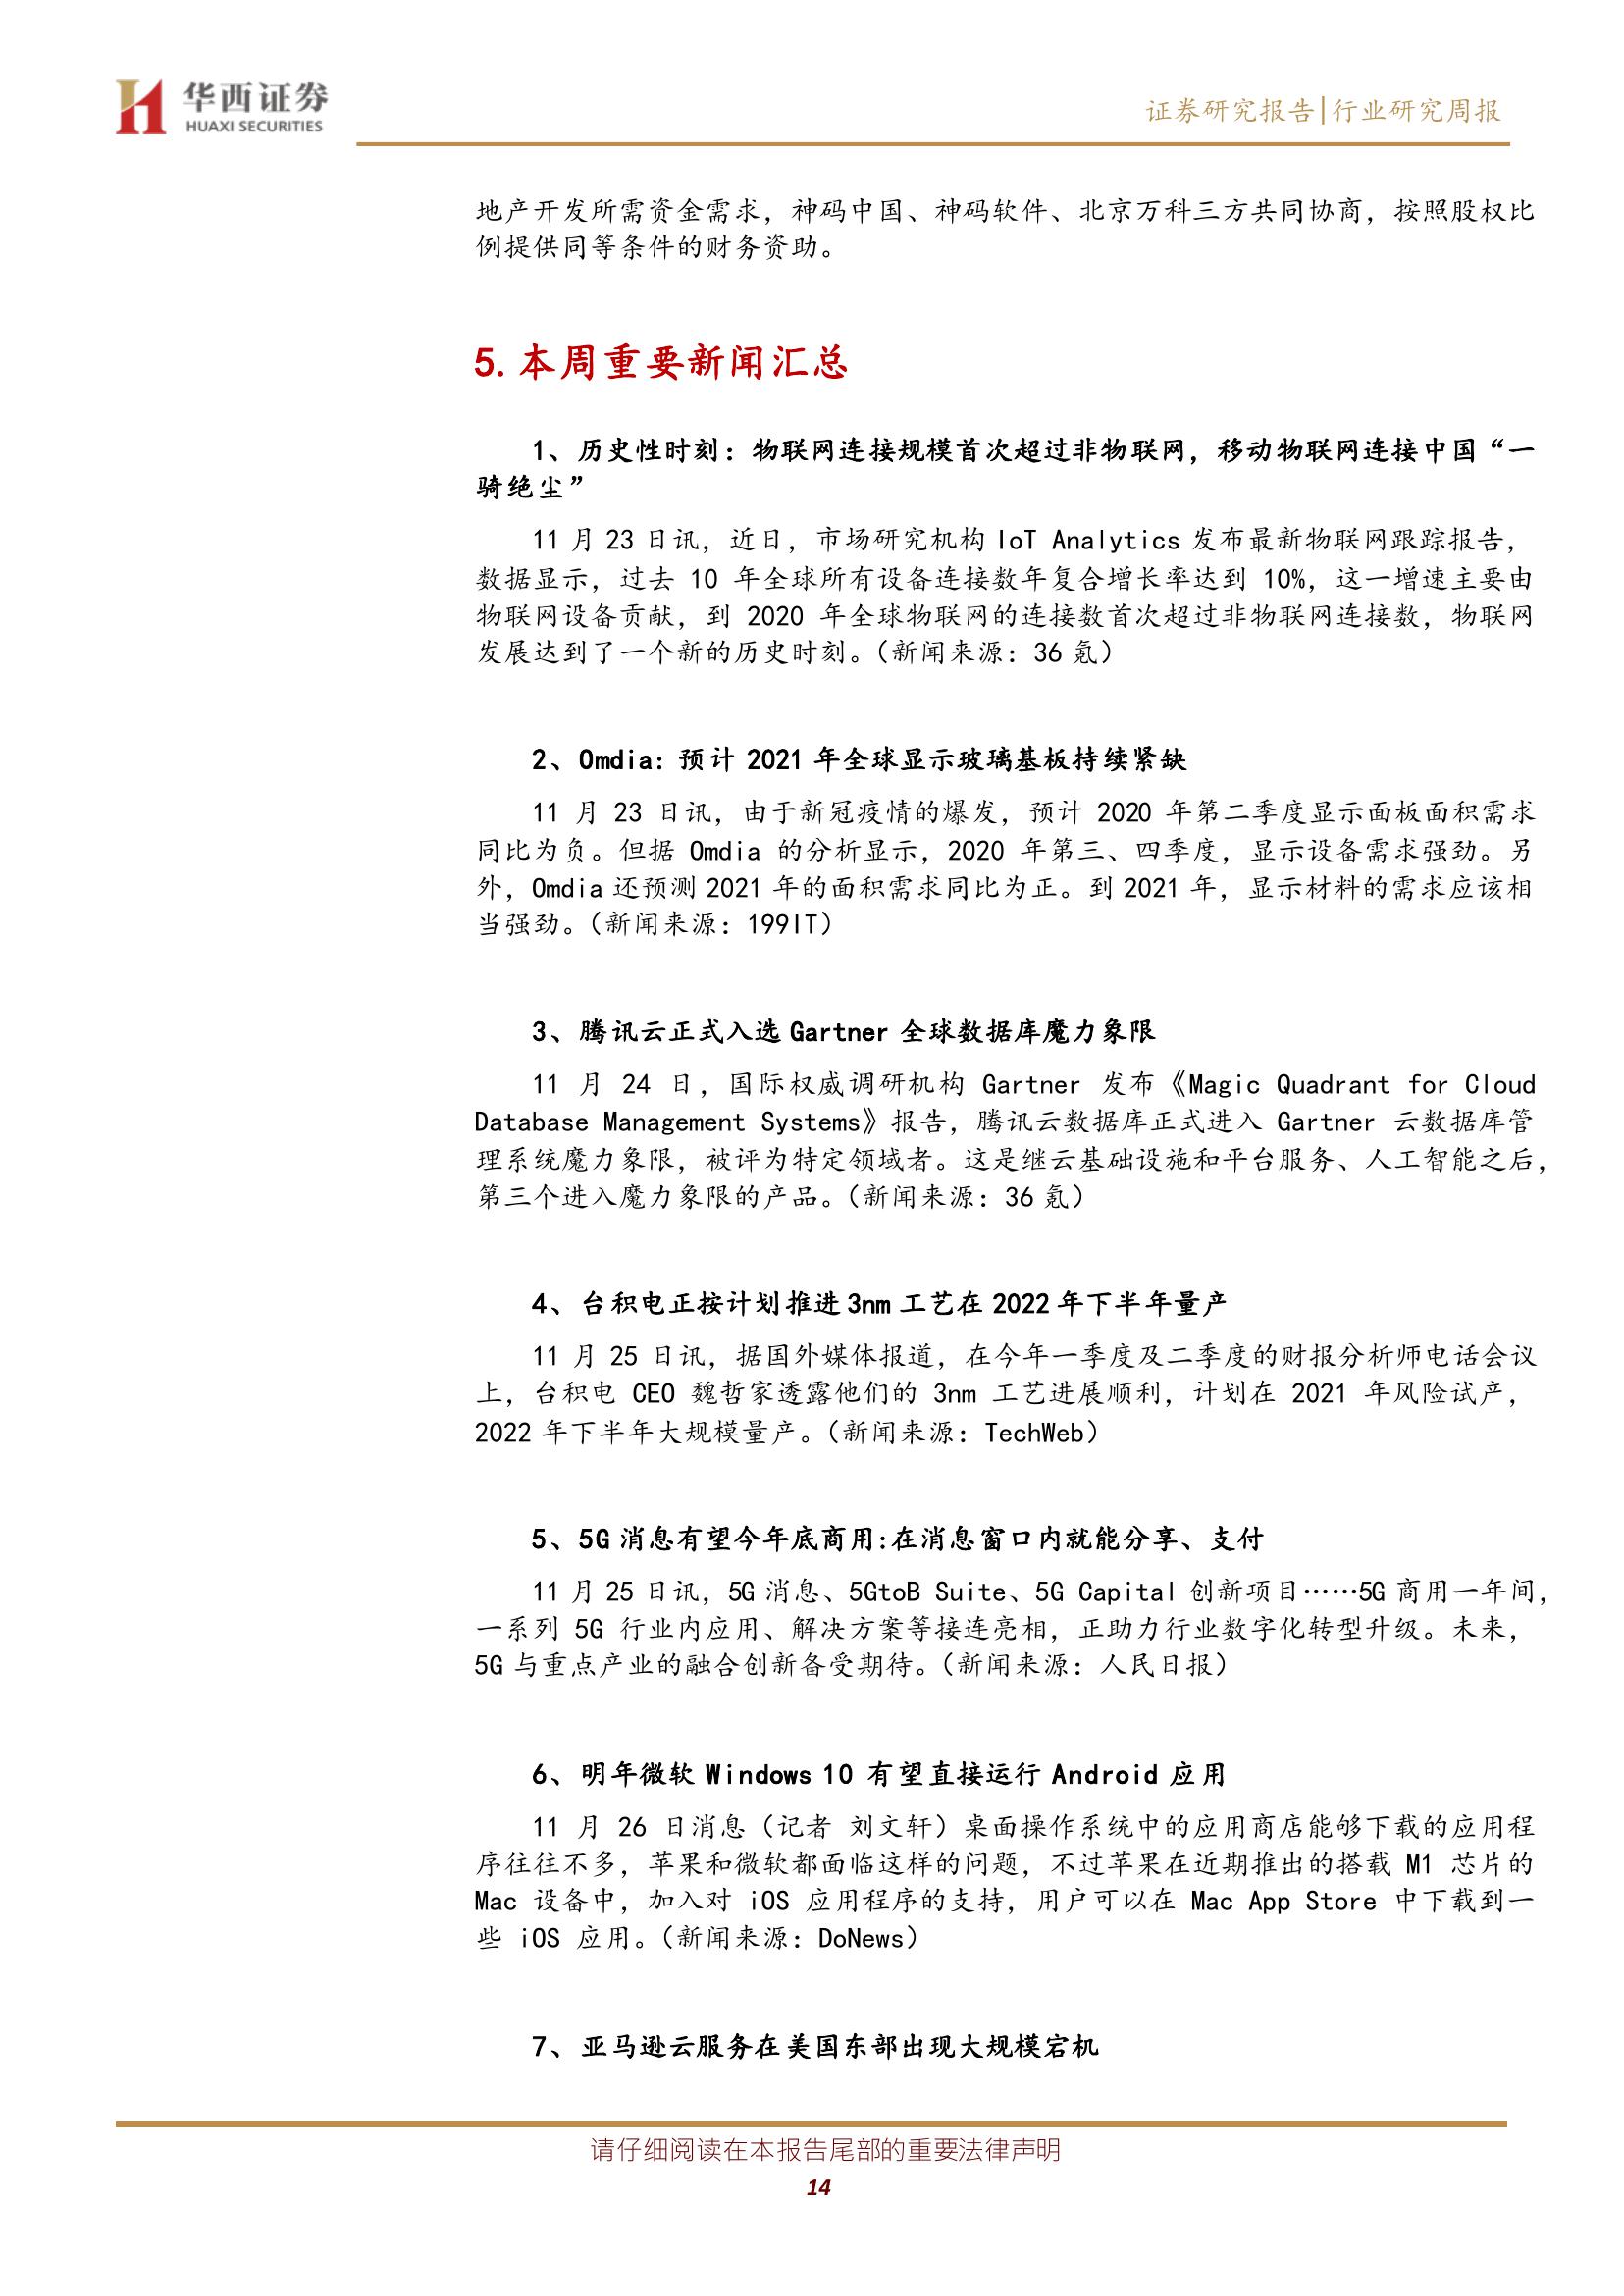 华西证券
HUAXI SECURITIES
证券研究报告|行业研究周报
地产开发所需资金需求，神码中国、神码软件、北京万科三方共同协商，按照股权比
例提供同等条件的财务资助。
5. 本周重要新闻汇总
1、历史性时刻：物联网连接规模首次超过非物联网，移动物联网连接中国“一
骑绝尘”
11 月 23 日讯，近日，市场研究机构 IoT Analytics 发布最新物联网跟踪报告，
数据显示，过去 10 年全球所有设备连接数年复合增长率达到 10%，这一增速主要由
物联网设备贡献，到 2020 年全球物联网的连接数首次超过非物联网连接数，物联网
发展达到了一个新的历史时刻。（新闻来源：36 氪）
2、Omdia：预计 2021 年全球显示玻璃基板持续紧缺
11 月 23 日讯，由于新冠疫情的爆发，预计 2020 年第二季度显示面板面积需求
同比为负。但据 Omdia 的分析显示，2020 年第三、四季度，显示设备需求强劲。另
外，Omdia 还预测 2021 年的面积需求同比为正。到 2021 年，显示材料的需求应该相
当强劲。（新闻来源：199IT）
3、腾讯云正式入选 Gartner 全球数据库魔力象限
11 月 24 日，国际权威调研机构 Gartner 发布《Magic Quadrant for Cloud
Database Management Systems》报告，腾讯云数据库正式进入 Gartner 云数据库管
理系统魔力象限，被评为特定领域者。这是继云基础设施和平台服务、人工智能之后，
第三个进入魔力象限的产品。（新闻来源：36 氪）
4、台积电正按计划推进 3nm 工艺在 2022 年下半年量产
11 月 25 日讯，据国外媒体报道，在今年一季度及二季度的财报分析师电话会议
上，台积电 CEO 魏哲家透露他们的 3nm 工艺进展顺利，计划在 2021 年风险试产，
2022 年下半年大规模量产。（新闻来源：TechWeb）
5、5G 消息有望今年底商用:在消息窗口内就能分享、支付
11 月 25 日讯，5G 消息、5GtoB Suite、5G Capital 创新项目……5G 商用一年间，
一系列 5G 行业内应用、解决方案等接连亮相，正助力行业数字化转型升级。未来，
5G 与重点产业的融合创新备受期待。（新闻来源：人民日报）
6、明年微软 Windows 10 有望直接运行 Android 应用
11 月 26 日消息（记者 刘文轩）桌面操作系统中的应用商店能够下载的应用程
序往往不多，苹果和微软都面临这样的问题，不过苹果在近期推出的搭载 M1 芯片的
Mac 设备中，加入对 iOS 应用程序的支持，用户可以在 Mac App Store 中下载到一
些 iOS 应用。（新闻来源：DoNews）
7、亚马逊云服务在美国东部出现大规模宕机
请仔细阅读在本报告尾部的重要法律声明
14